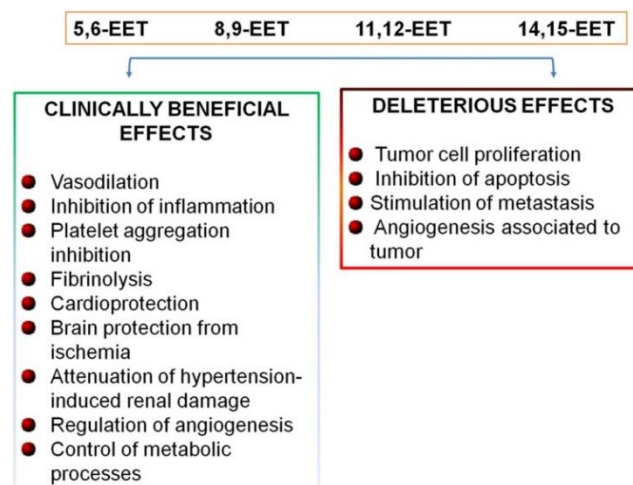 5,6-EET 8,9-EET 11,12-EET 14,15-EET
CLINICALLY BENEFICIAL
EFFECTS
Vasodilation
Inhibition of inflammation
Platelet aggregation
inhibition
Fibrinolysis
Cardioprotection
Brain protection from
ischemia
Attenuation of hypertension-
induced renal damage
Regulation of angiogenesis
Control of metabolic
processes
DELETERIOUS EFFECTS
Tumor cell proliferation
Inhibition of apoptosis
Stimulation of metastasis
Angiogenesis associated to
tumor